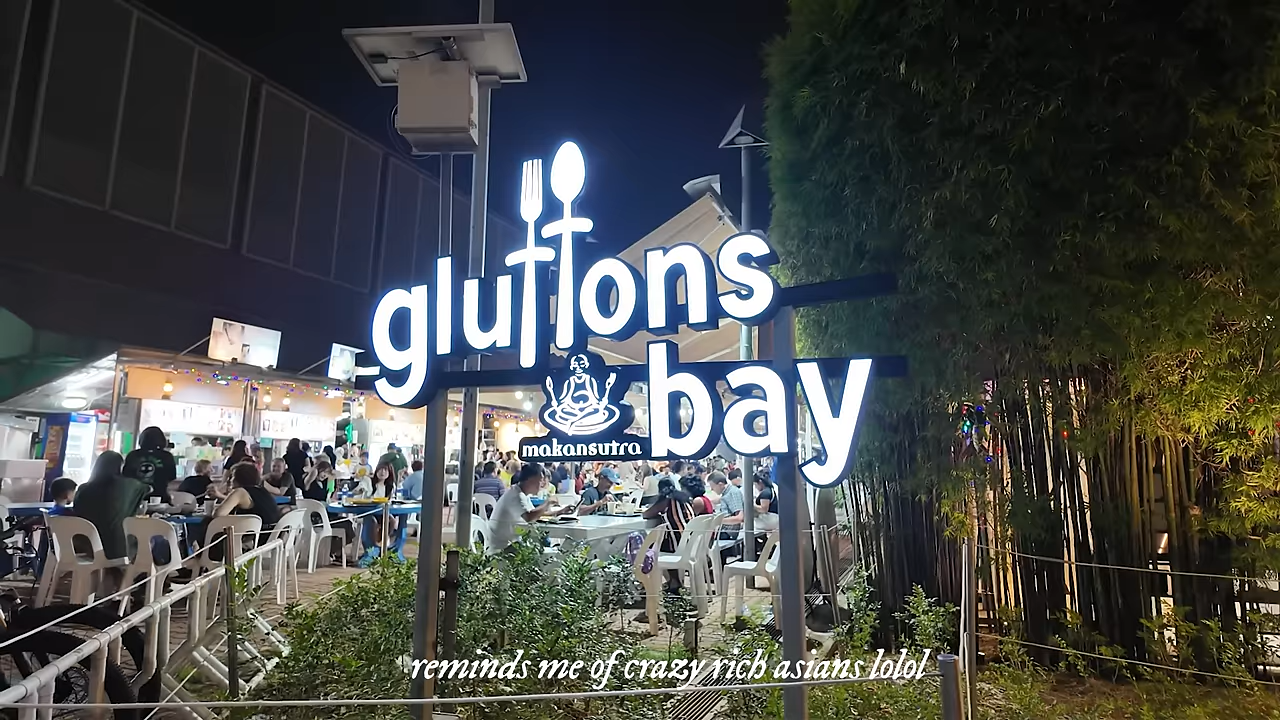 gluttons
bay
makansutra
reminds me of crazy rich asians lolol